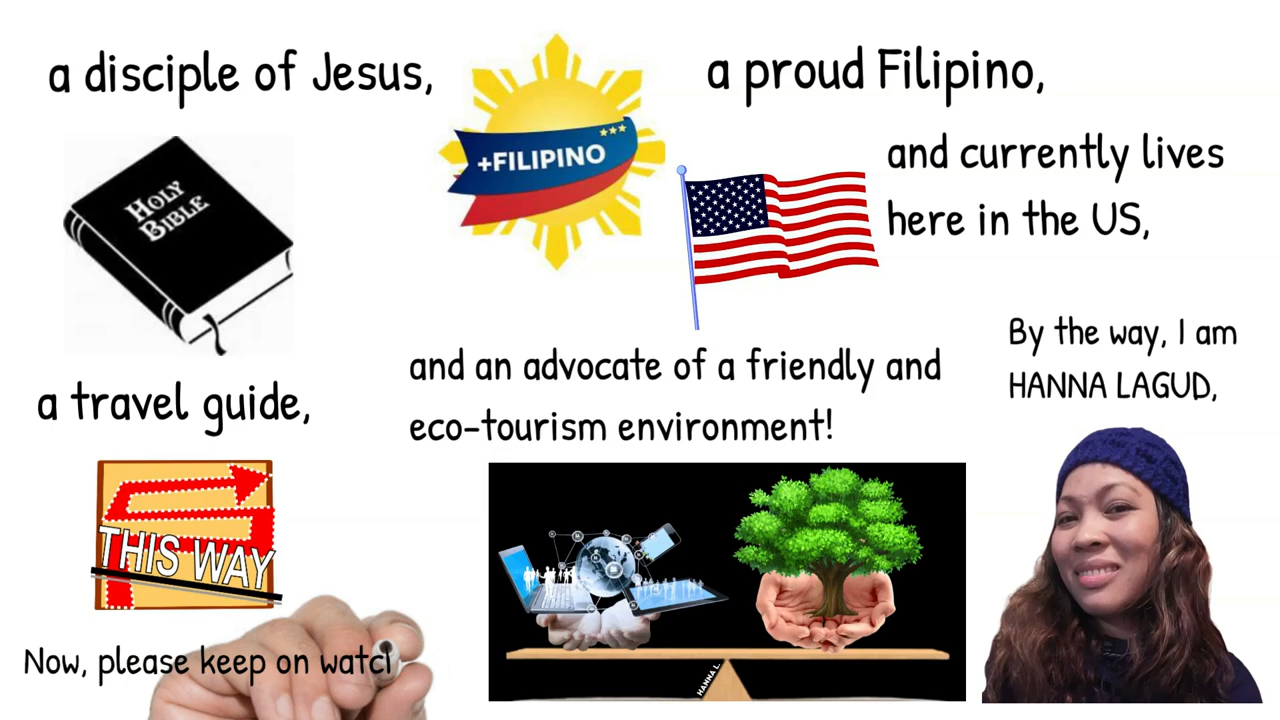 a disciple of Jesus,
HOLY
BIBLE
+FILIPINO
a proud Filipino,
and currently lives
here in the US,
a travel guide,
THIS WAY
and an advocate of a friendly and
eco-tourism environment!
HANNA L.
By the way, I am
HANNA LAGUD,
Now, please keep on watc